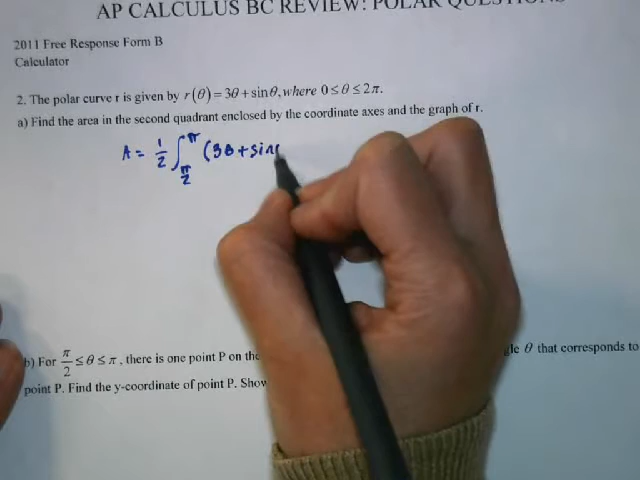 AP CALCULUS BC REVIEW: POLAR QUESTIONS
2011 Free Response Form B
Calculator
2. The polar curve r is given by r(θ) = 3θ + sinθ, where 0 ≤ θ ≤ 2π.
a) Find the area in the second quadrant enclosed by the coordinate axes and the graph of r.
A = 1/2 ∫_{π/2}^{π} (3θ + sin
b) For π/2 ≤ θ ≤ π, there is one point P on the θ that corresponds to
point P. Find the y-coordinate of point P.